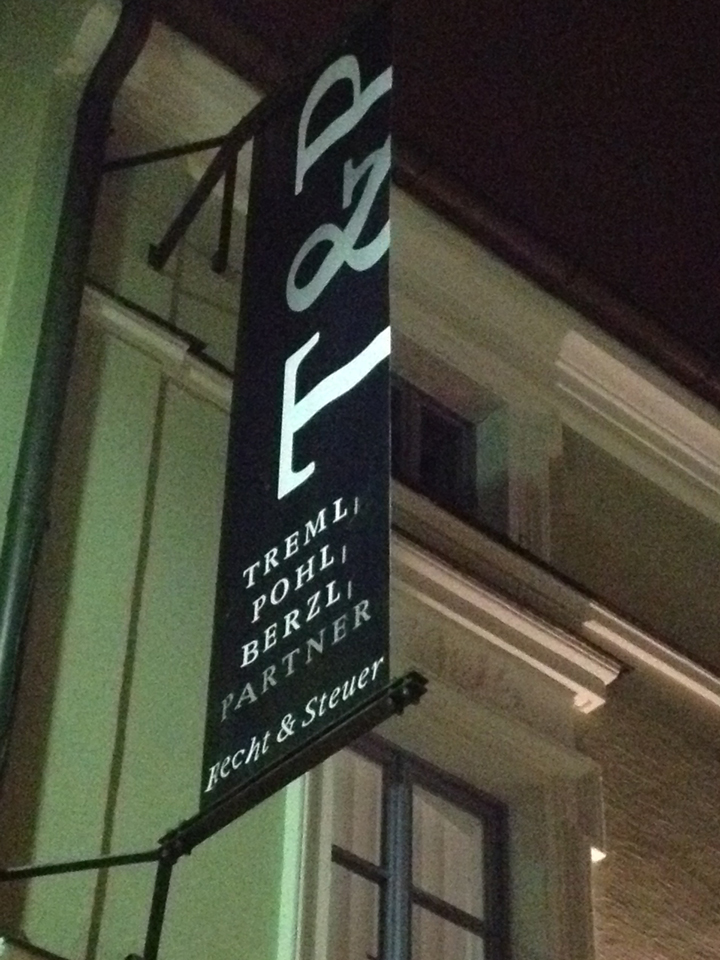 T&P
TREML|
POHL|
BERZL|
PARTNER
Recht & Steuer